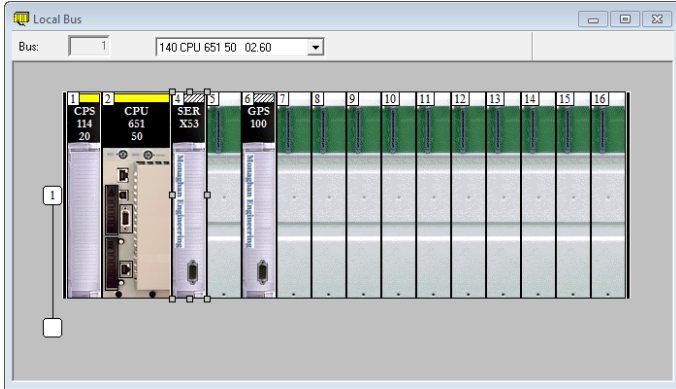 Local Bus
Bus:
1
140 CPU 651 50 02.60
1
2
4
5
6
7
8
9
10
11
12
13
14
15
16
CPS
114
20
CPU
651
50
SER
X53
GPS
100
Monaghan Engineering
Monaghan Engineering
1